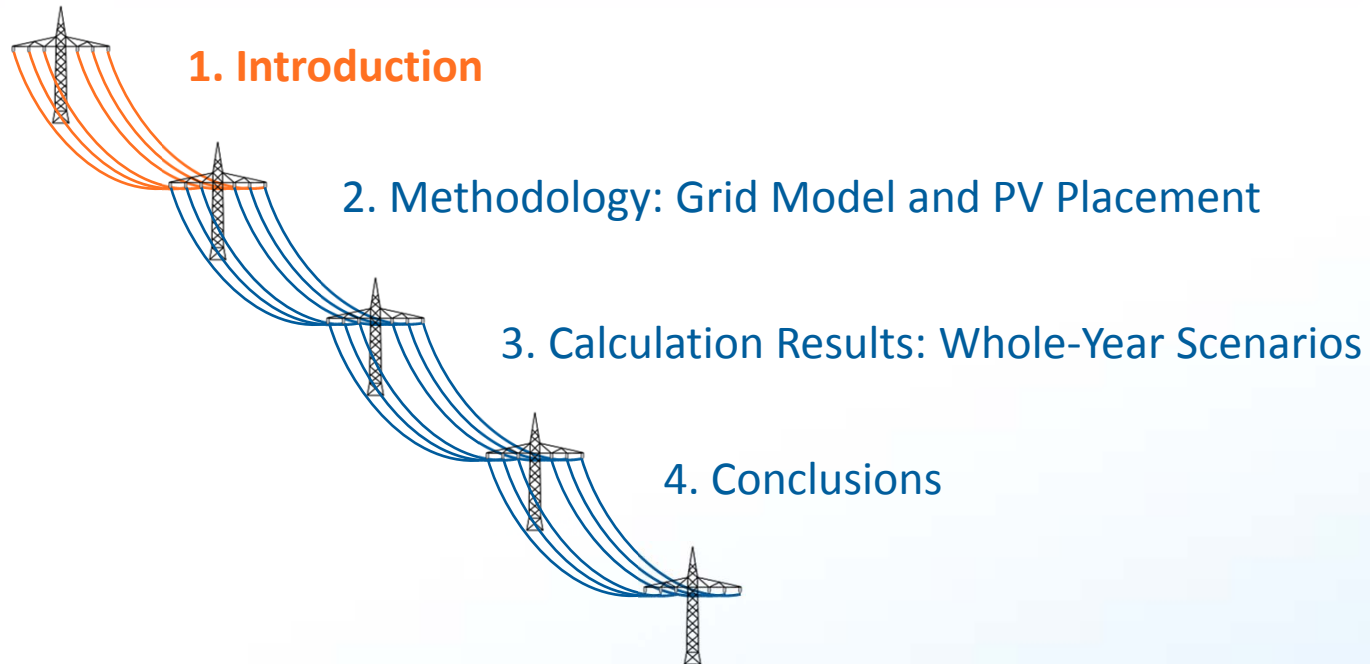 1. Introduction
2. Methodology: Grid Model and PV Placement
3. Calculation Results: Whole-Year Scenarios
4. Conclusions